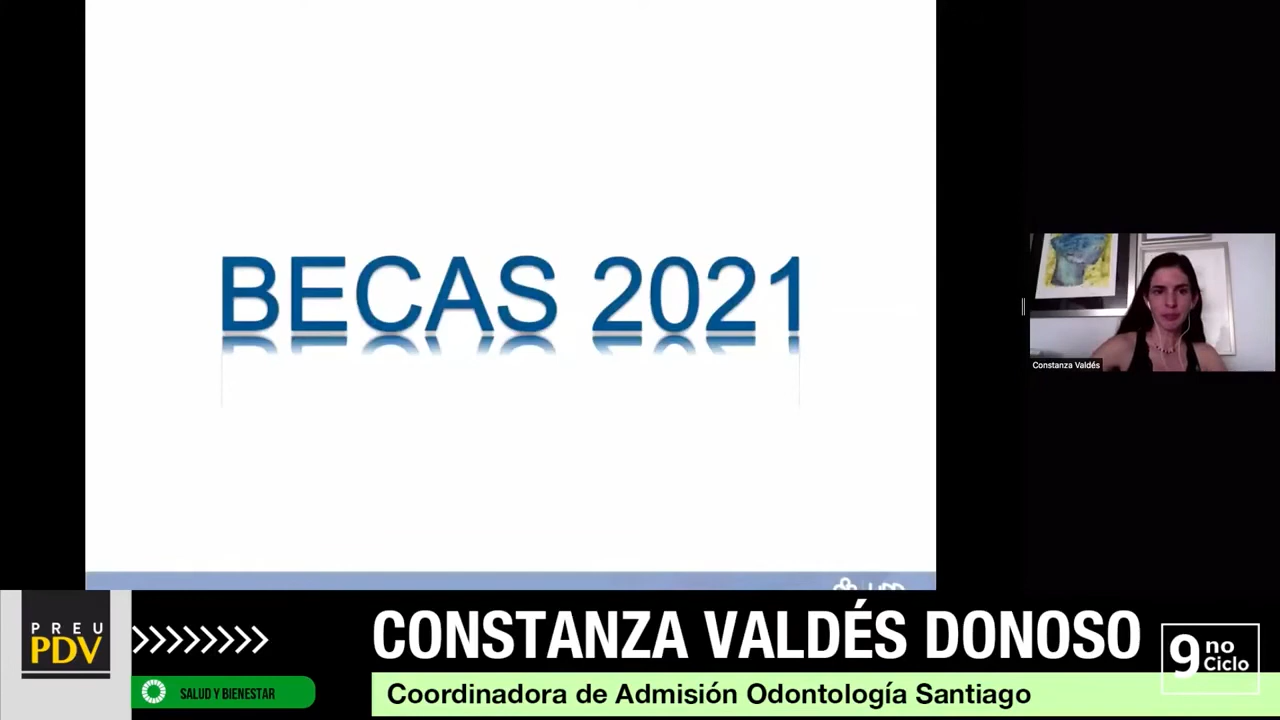 BECAS 2021
Constanza Valdés
PREU
PDV
SALUD Y BIENESTAR
CONSTANZA VALDÉS DONOSO
Coordinadora de Admisión Odontología Santiago
9no
Ciclo